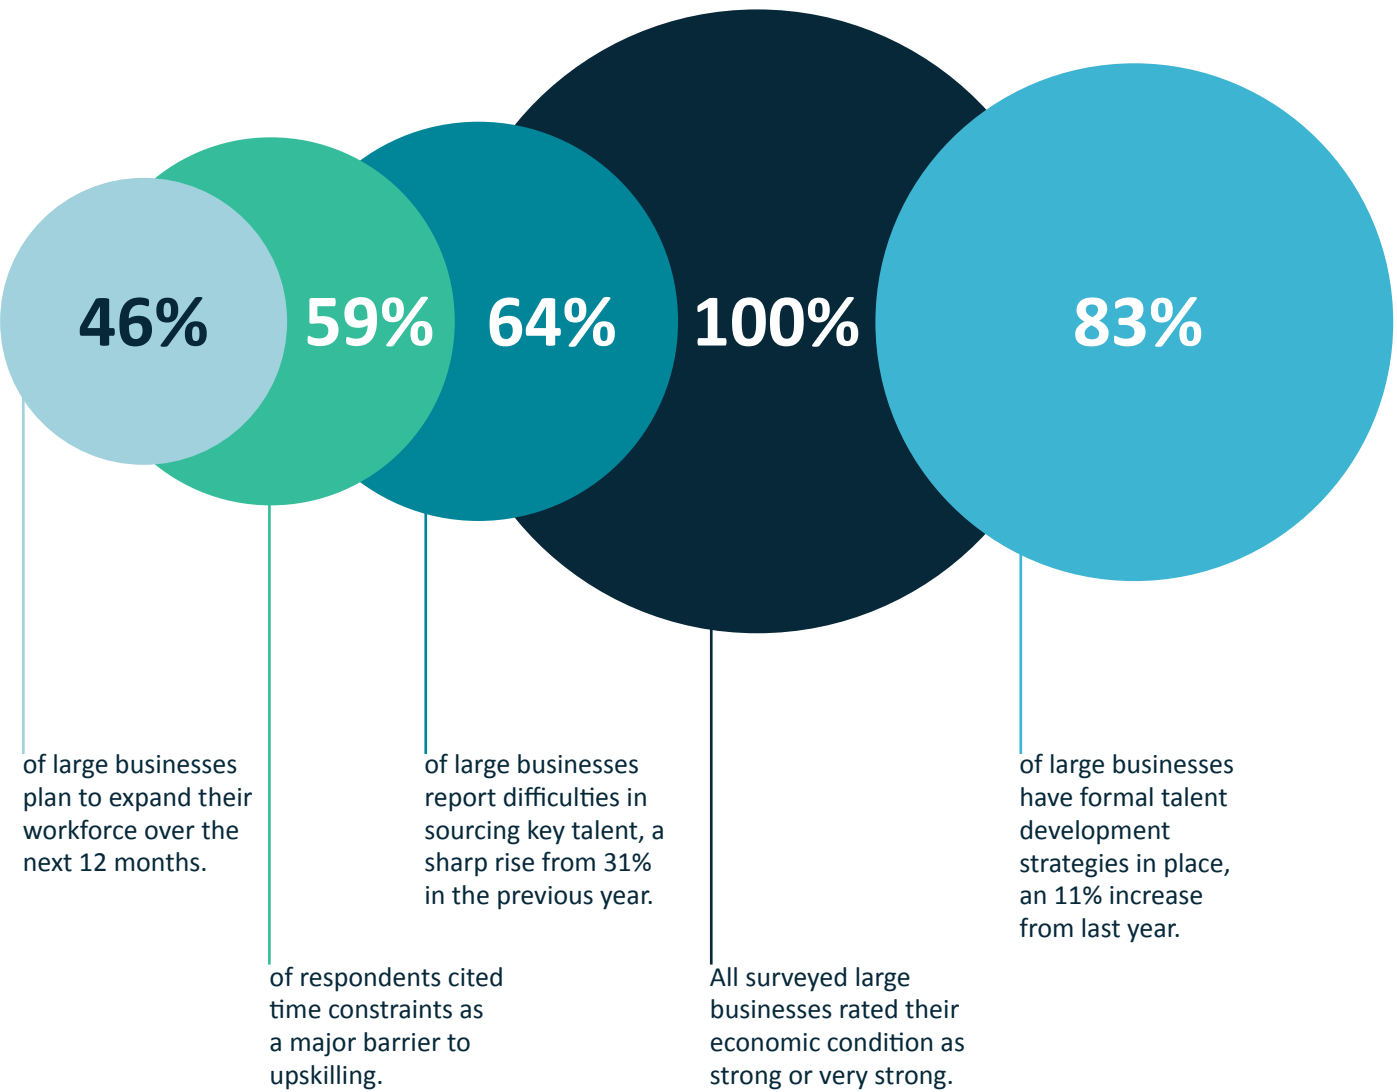 46%
59%
64%
100%
83%
of large businesses
plan to expand their
workforce over the
next 12 months.
of respondents cited
time constraints as
a major barrier to
upskilling.
of large businesses
report difficulties in
sourcing key talent, a
sharp rise from 31%
in the previous year.
All surveyed large
businesses rated their
economic condition as
strong or very strong.
of large businesses
have formal talent
development
strategies in place,
an 11% increase
from last year.